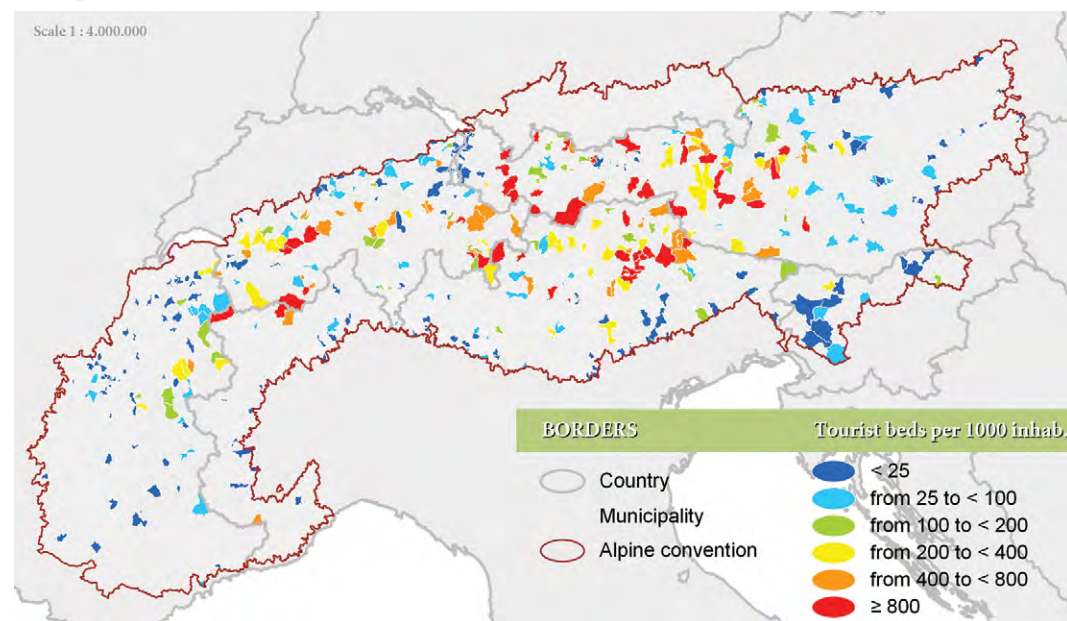 Scale 1 : 4.000.000
BORDERS
Country
Municipality
Alpine convention
Tourist beds per 1000 inhab.
< 25
from 25 to < 100
from 100 to < 200
from 200 to < 400
from 400 to < 800
≥ 800